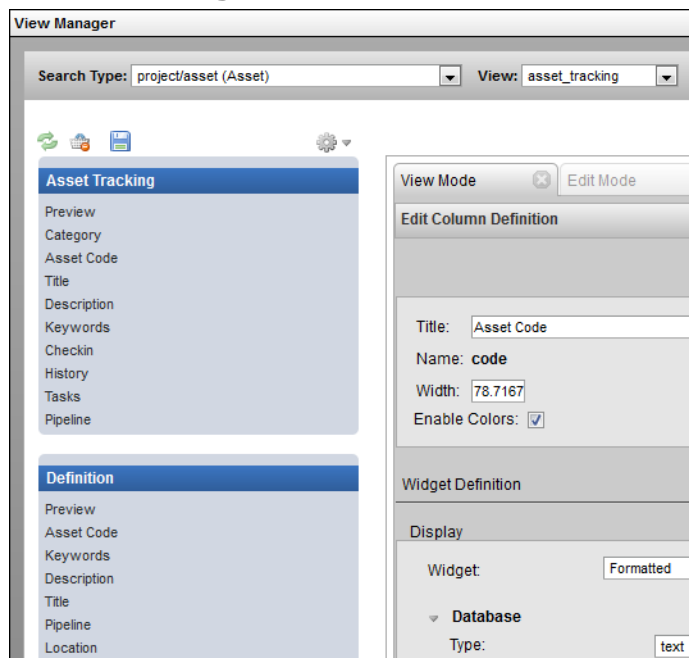 View Manager
Search Type: project/asset (Asset) View: asset_tracking
Asset Tracking
Preview
Category
Asset Code
Title
Description
Keywords
Checkin
History
Tasks
Pipeline
Definition
Preview
Asset Code
Keywords
Description
Title
Pipeline
Location
View Mode Edit Mode
Edit Column Definition
Title: Asset Code
Name: code
Width: 78.7167
Enable Colors:
Widget Definition
Display
Widget: Formatted
Database
Type: text